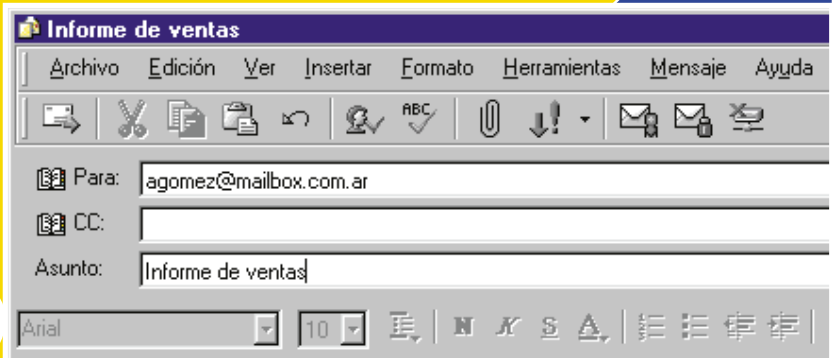 Informe de ventas
Archivo Edición Ver Insertar Formato Herramientas Mensaje Ayuda
ABC
Para: agomez@mailbox.com.ar
CC:
Asunto: Informe de ventas
Arial 10 N K S A